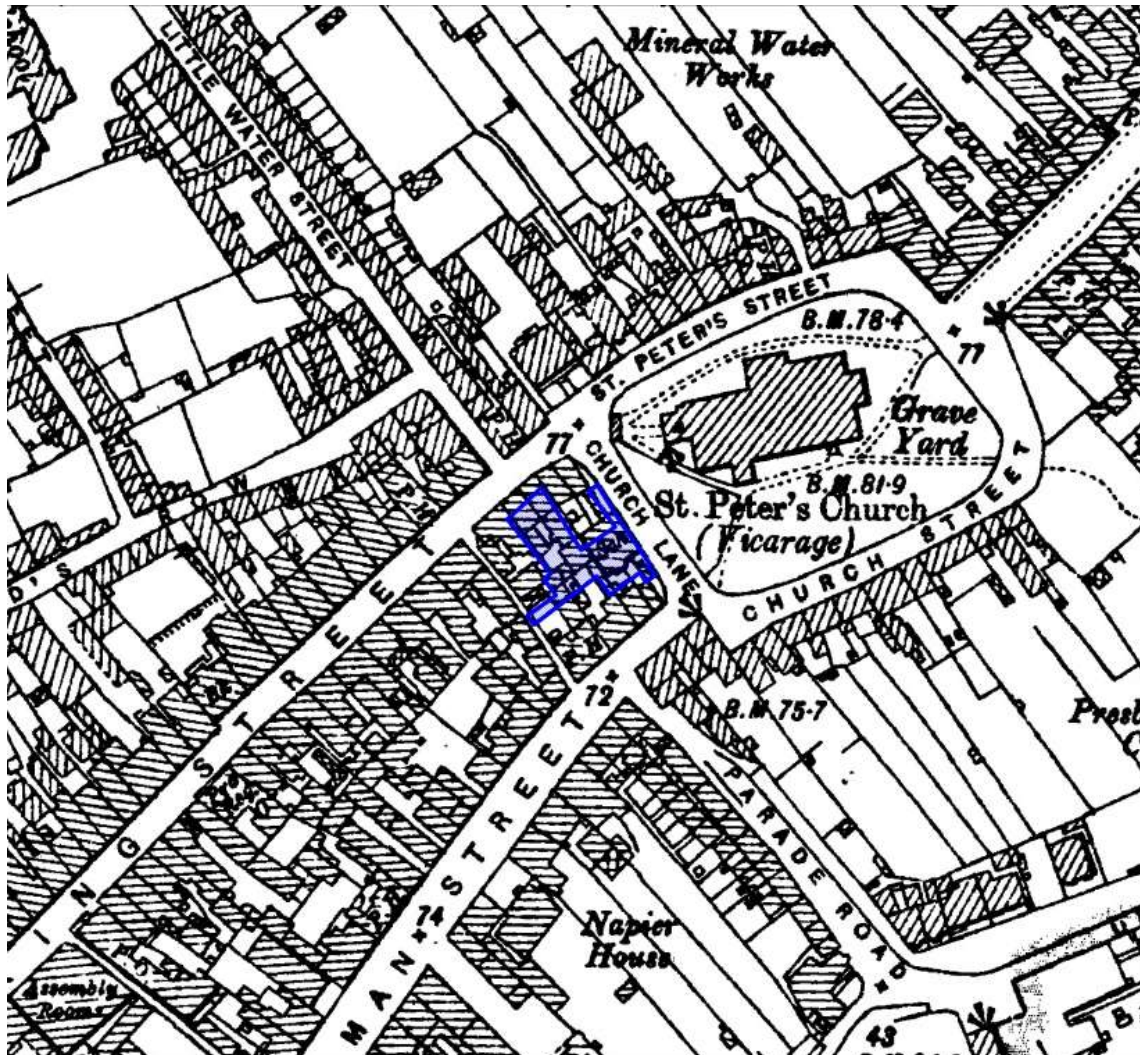 Mineral Water
Works
LITTLE WATER STREET
ST. PETER'S STREET
B.M. 78·4
77
Grave
Yard
77
CHURCH LANE
B.M. 81·9
St. Peter's Church
(Vicarage)
CHURCH STREET
72
B.M. 75·7
INGSTREET
PARADE ROAD
MAN STREET
74
Napier
House
Assembly
Rooms
43